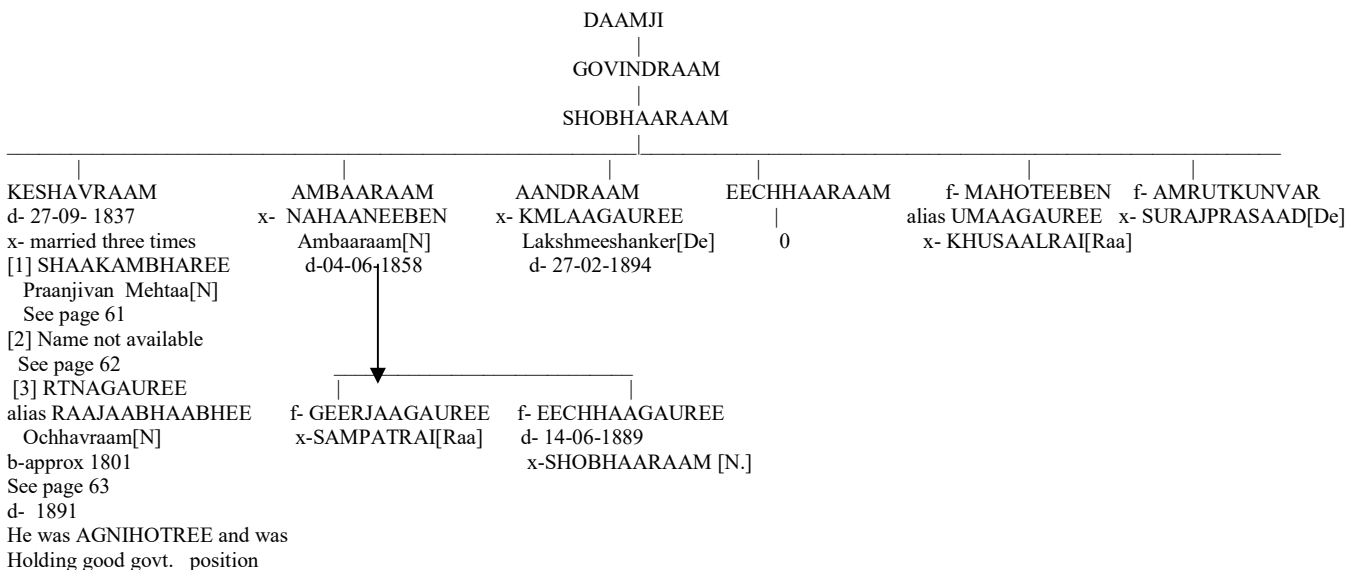 DAAMJI
GOVINDRAAM
SHOBHAARAAM
KESHAVRAAM AMBAARAAM AANDRAAM EECHHAARAAM f- MAHOTEEBEN f- AMRUTKUNVAR
d- 27-09- 1837 x- NAHAANEEBEN x- KMLAAGAUREE alias UMAAGAUREE x- SURAJPRASAAD[De]
x- married three times Ambaaraam[N] Lakshmeeshanker[De] 0 x- KHUSAALRAI[Raa]
[1] SHAAKAMBHAREE d-04-06-1858 d- 27-02-1894
Praanjivan Mehtaa[N]
See page 61
[2] Name not available
See page 62
[3] RTNAGAUREE
alias RAAJAABHAABHEE f- GEERJAAGAUREE f- EECHHAAGAUREE
Ochhavraam[N] x-SAMPATRAI[Raa] d- 14-06-1889
b-approx 1801 x-SHOBHAARAAM [N.]
See page 63
d- 1891
He was AGNIHOTREE and was
Holding good govt. position